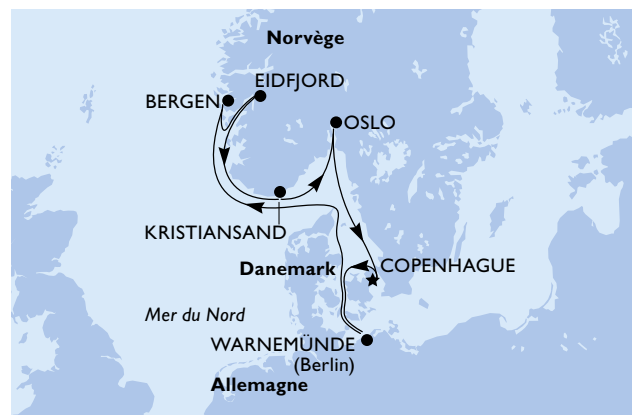 Norvège
EIDFJORD
BERGEN
OSLO
KRISTIANSAND
Danemark
COPENHAGUE
Mer du Nord
WARNEMÜNDE
(Berlin)
Allemagne